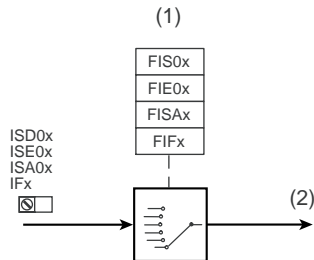 (1)
FIS0x
FIE0x
FISAx
FIFx
ISD0x
ISE0x
ISA0x
IFx
(2)